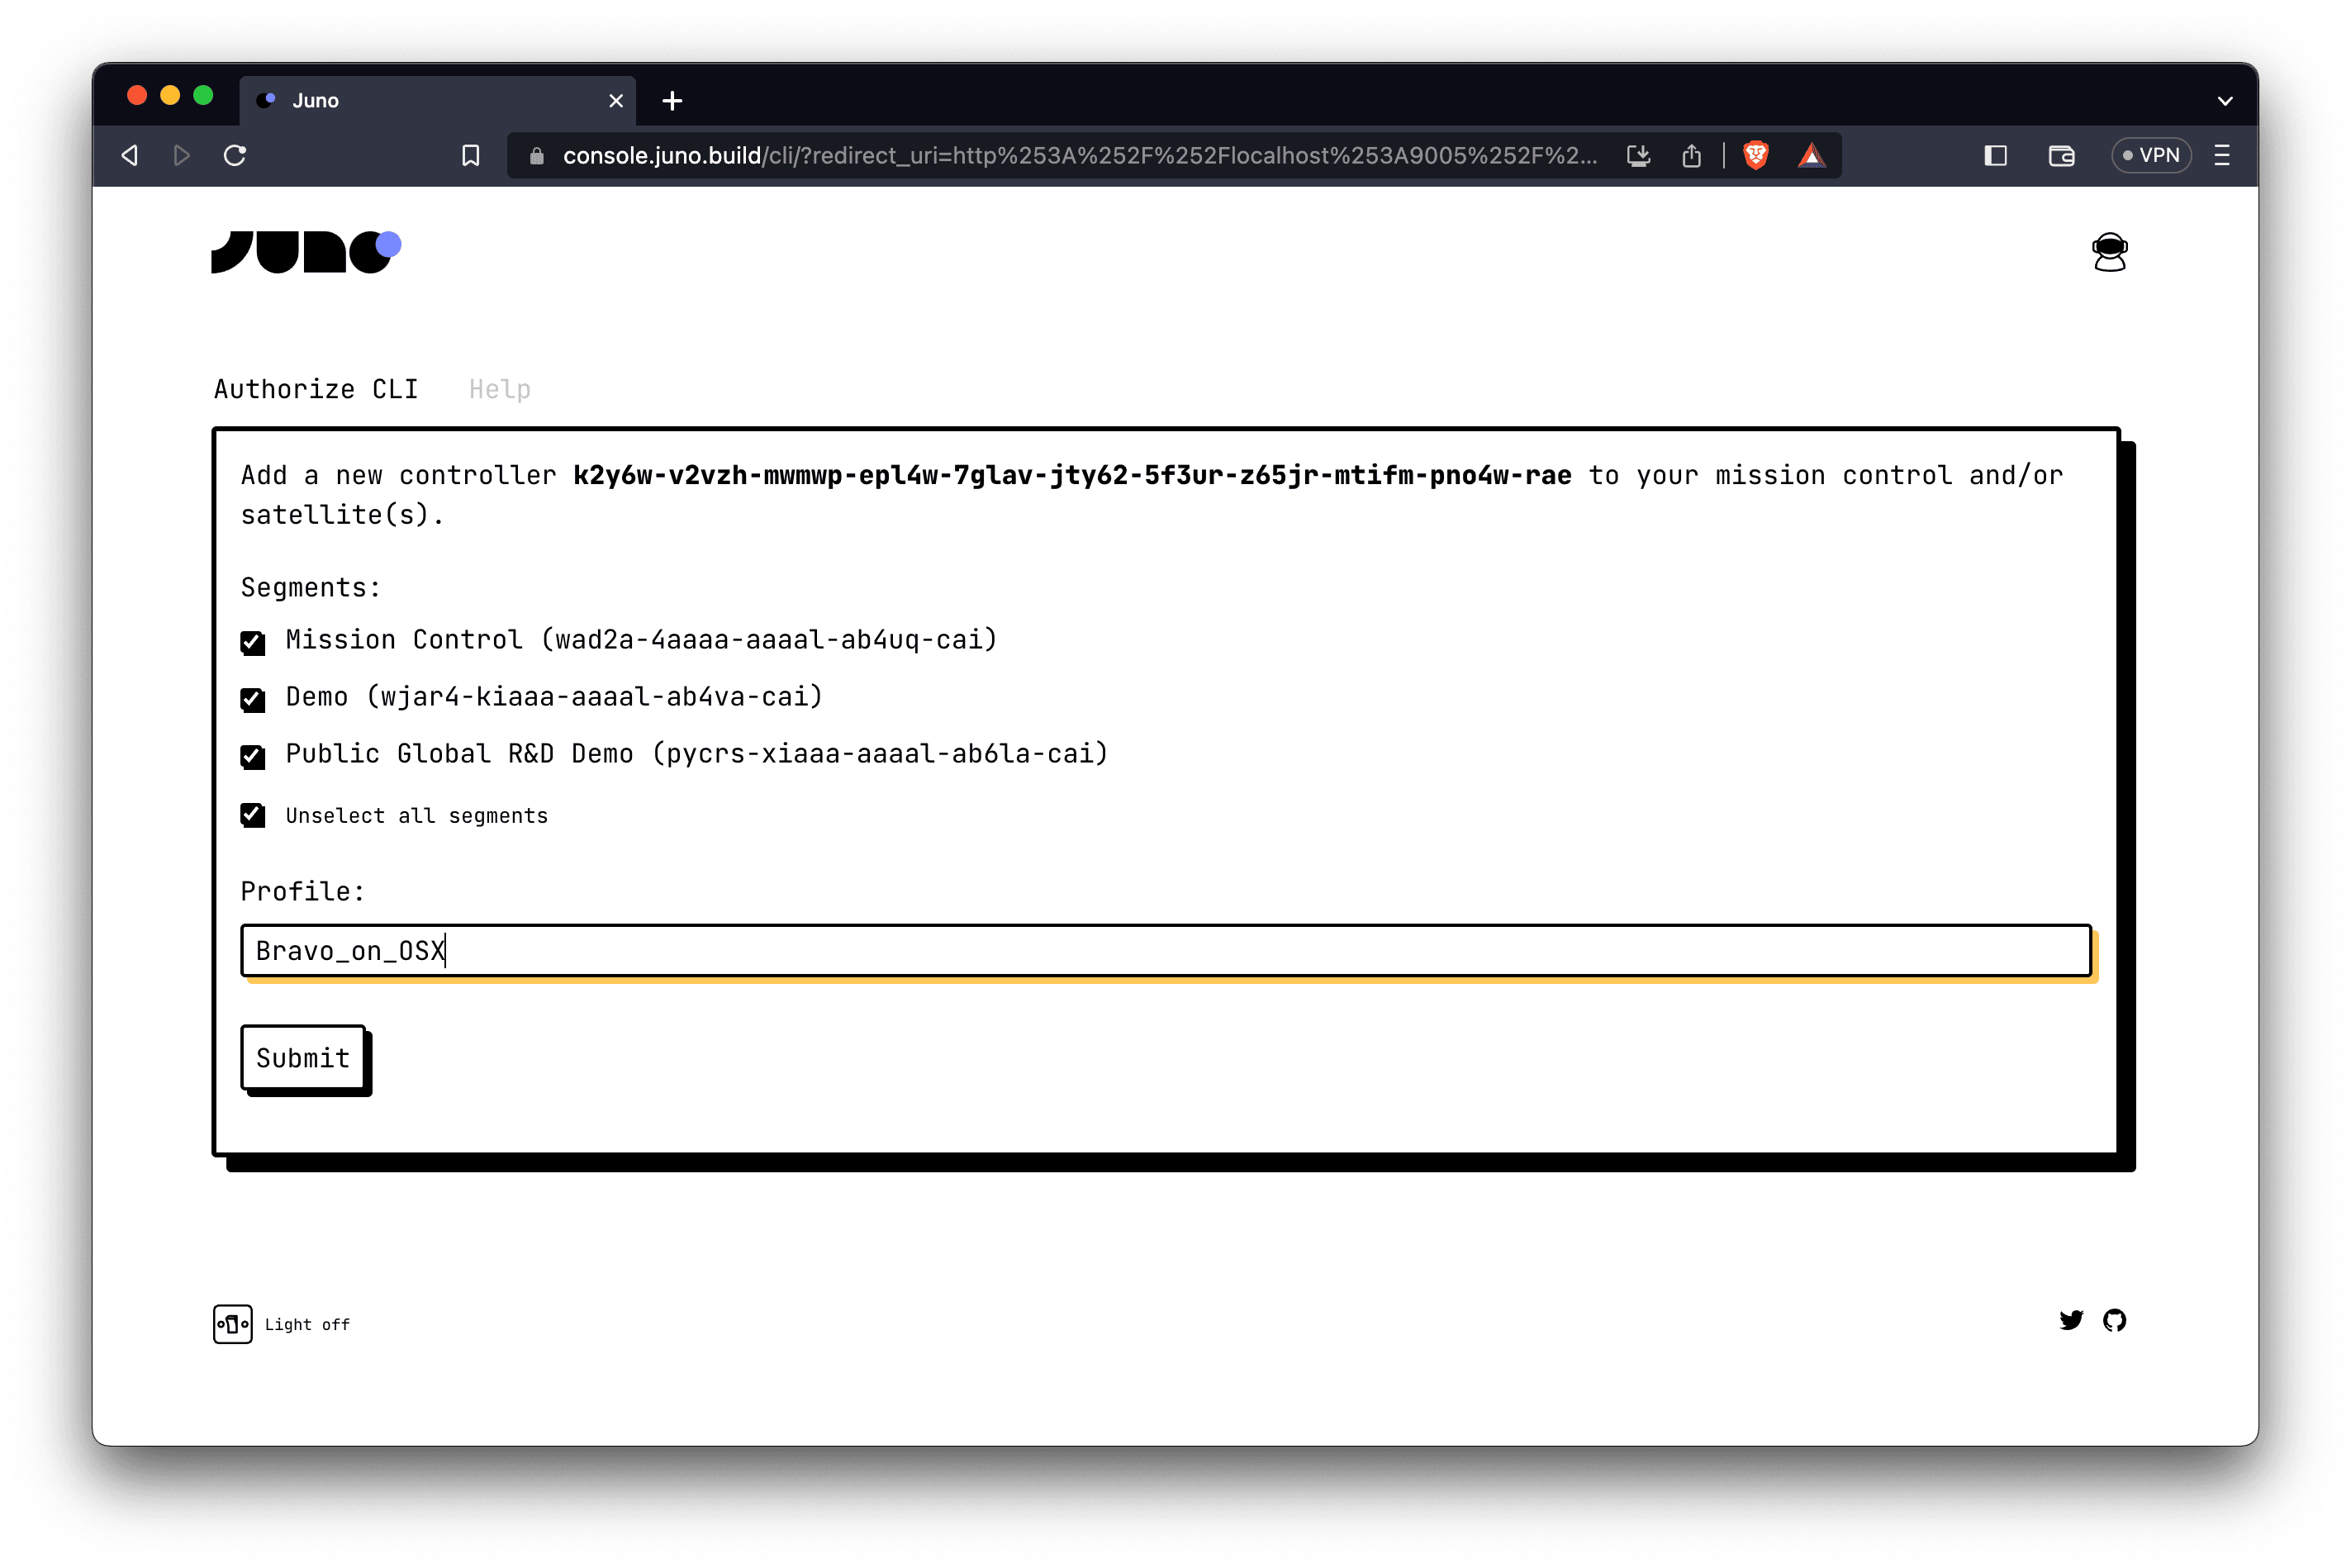 Juno
console.juno.build/cli/?redirect_uri=http%253A%252F%252Flocalhost%253A9005%252F%2...
VPN
JUNO
Authorize CLI Help
Add a new controller k2y6w-v2vzh-mwmwp-epl4w-7glav-jty62-5f3ur-z65jr-mtifm-pno4w-rae to your mission control and/or
satellite(s).
Segments:
Mission Control (wad2a-4aaaa-aaaal-ab4uq-cai)
Demo (wjar4-kiaaa-aaaal-ab4va-cai)
Public Global R&D Demo (pycrs-xiaaa-aaaal-ab6la-cai)
Unselect all segments
Profile:
Bravo_on_OSX
Submit
Light off